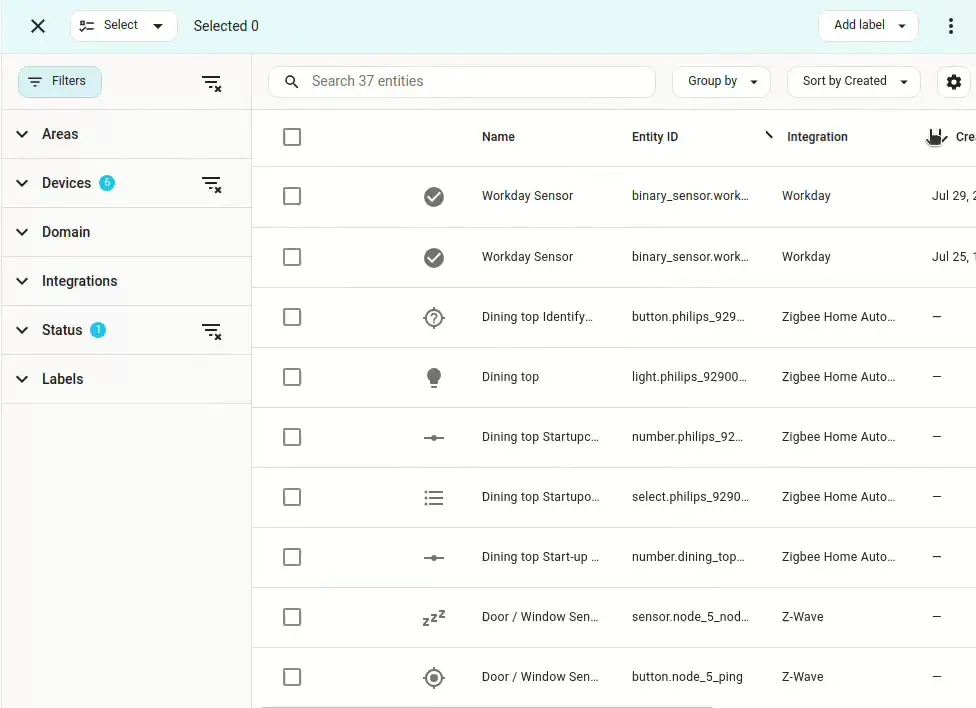 Select
Selected 0
Add label
Filters
Search 37 entities
Group by
Sort by Created
Areas
Devices 6
Domain
Integrations
Status 1
Labels
Name Entity ID Integration Cre
Workday Sensor binary_sensor.work... Workday Jul 29, 2
Workday Sensor binary_sensor.work... Workday Jul 25, 1
Dining top Identify... button.philips_929... Zigbee Home Auto... —
Dining top light.philips_92900... Zigbee Home Auto... —
Dining top Startupc... number.philips_92... Zigbee Home Auto... —
Dining top Startupo... select.philips_9290... Zigbee Home Auto... —
Dining top Start-up ... number.dining_top... Zigbee Home Auto... —
Door / Window Sen... sensor.node_5_nod... Z-Wave —
Door / Window Sen... button.node_5_ping Z-Wave —